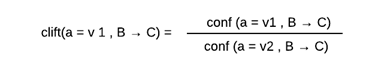 clift(a = v 1 , B → C) = conf (a = v1 , B → C)
conf (a = v2 , B → C)